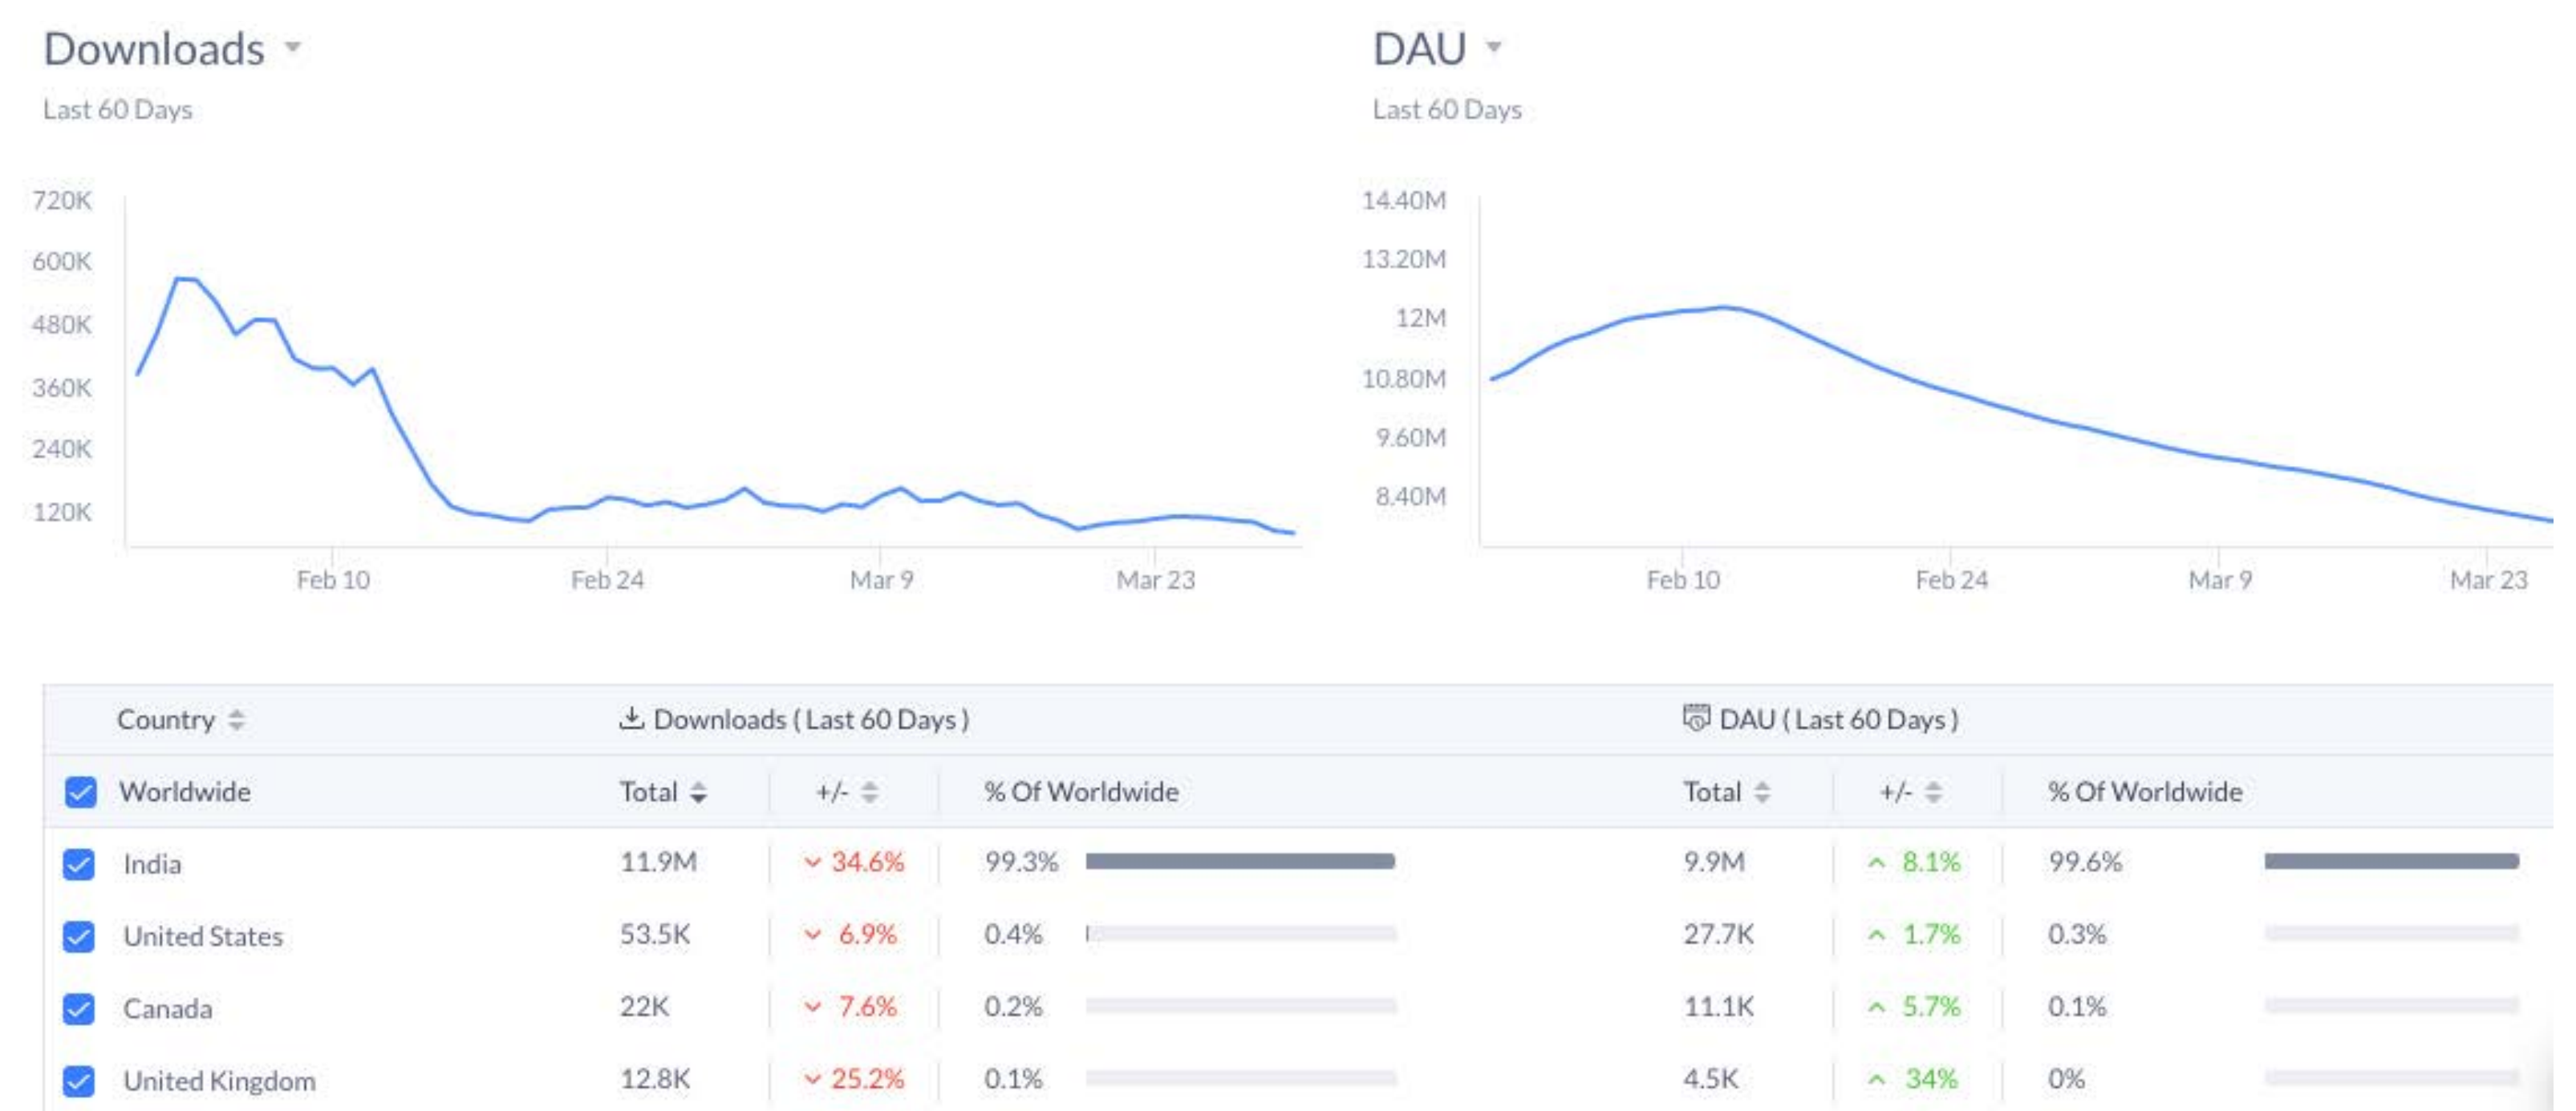 Downloads
Last 60 Days
720K
600K
480K
360K
240K
120K
Feb 10 Feb 24 Mar 9 Mar 23
DAU
Last 60 Days
14.40M
13.20M
12M
10.80M
9.60M
8.40M
Feb 10 Feb 24 Mar 9 Mar 23
Country Downloads ( Last 60 Days ) DAU ( Last 60 Days )
Worldwide Total +/- % Of Worldwide Total +/- % Of Worldwide
India 11.9M 34.6% 99.3% 9.9M 8.1% 99.6%
United States 53.5K 6.9% 0.4% 27.7K 1.7% 0.3%
Canada 22K 7.6% 0.2% 11.1K 5.7% 0.1%
United Kingdom 12.8K 25.2% 0.1% 4.5K 34% 0%